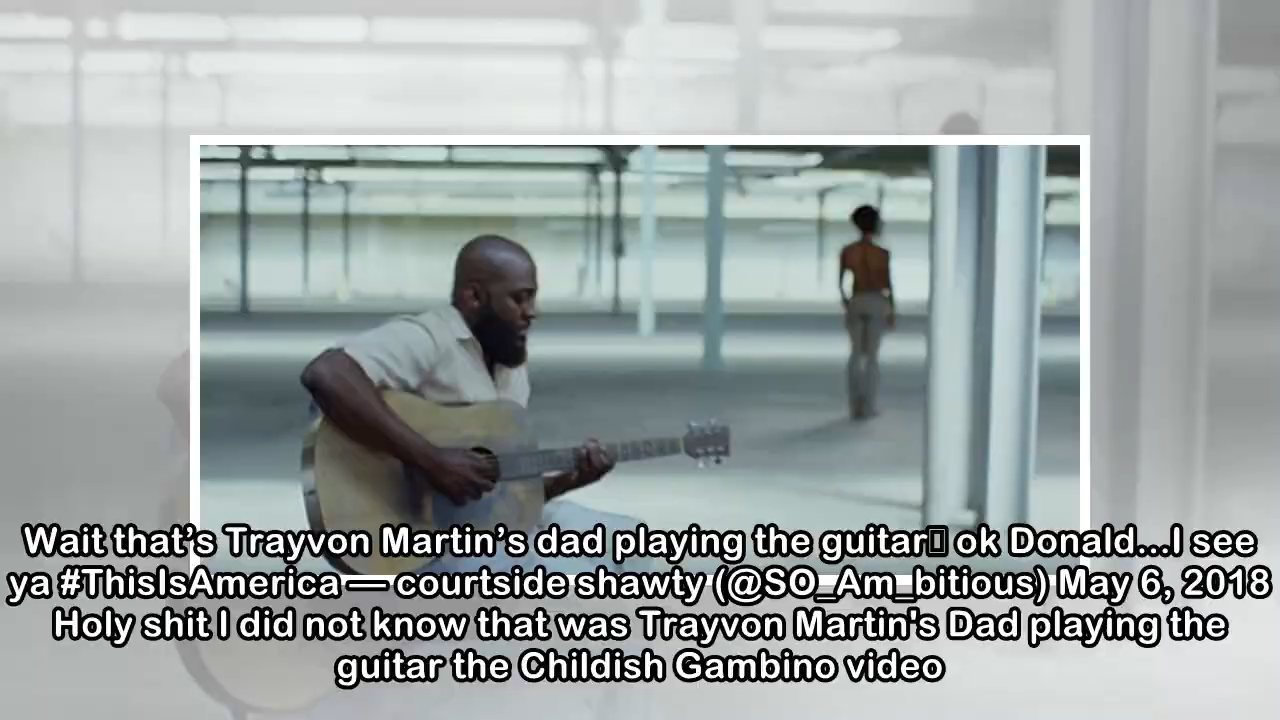 Wait that’s Trayvon Martin’s dad playing the guitar▯ ok Donald...I see
ya #ThisIsAmerica — courtside shawty (@SO_Am_bitious) May 6, 2018
Holy shit I did not know that was Trayvon Martin's Dad playing the
guitar the Childish Gambino video